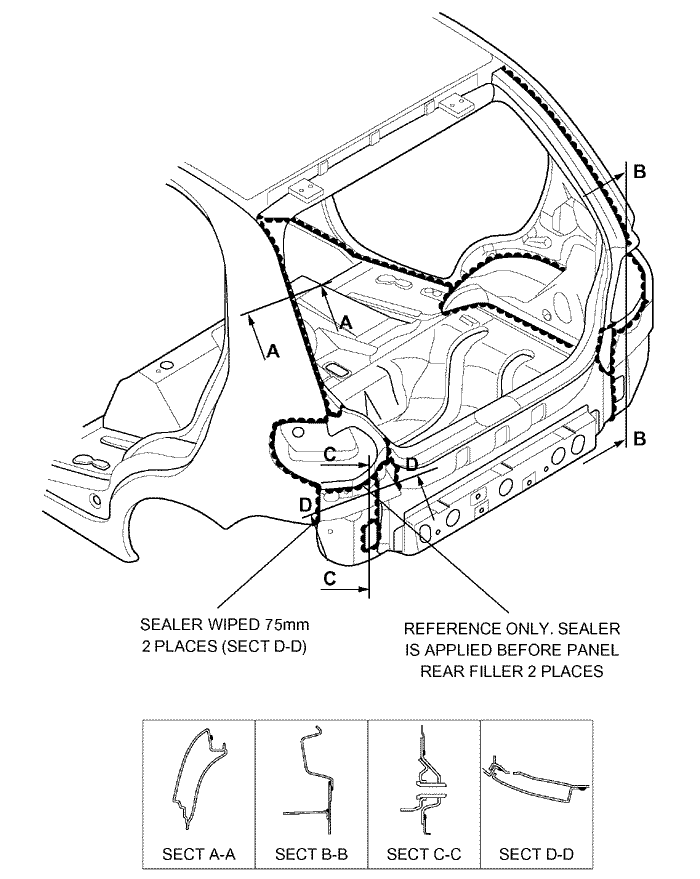 B
A
A
C
D
D
B
C
SEALER WIPED 75mm
2 PLACES (SECT D-D)
REFERENCE ONLY. SEALER
IS APPLIED BEFORE PANEL
REAR FILLER 2 PLACES
SECT A-A
SECT B-B
SECT C-C
SECT D-D